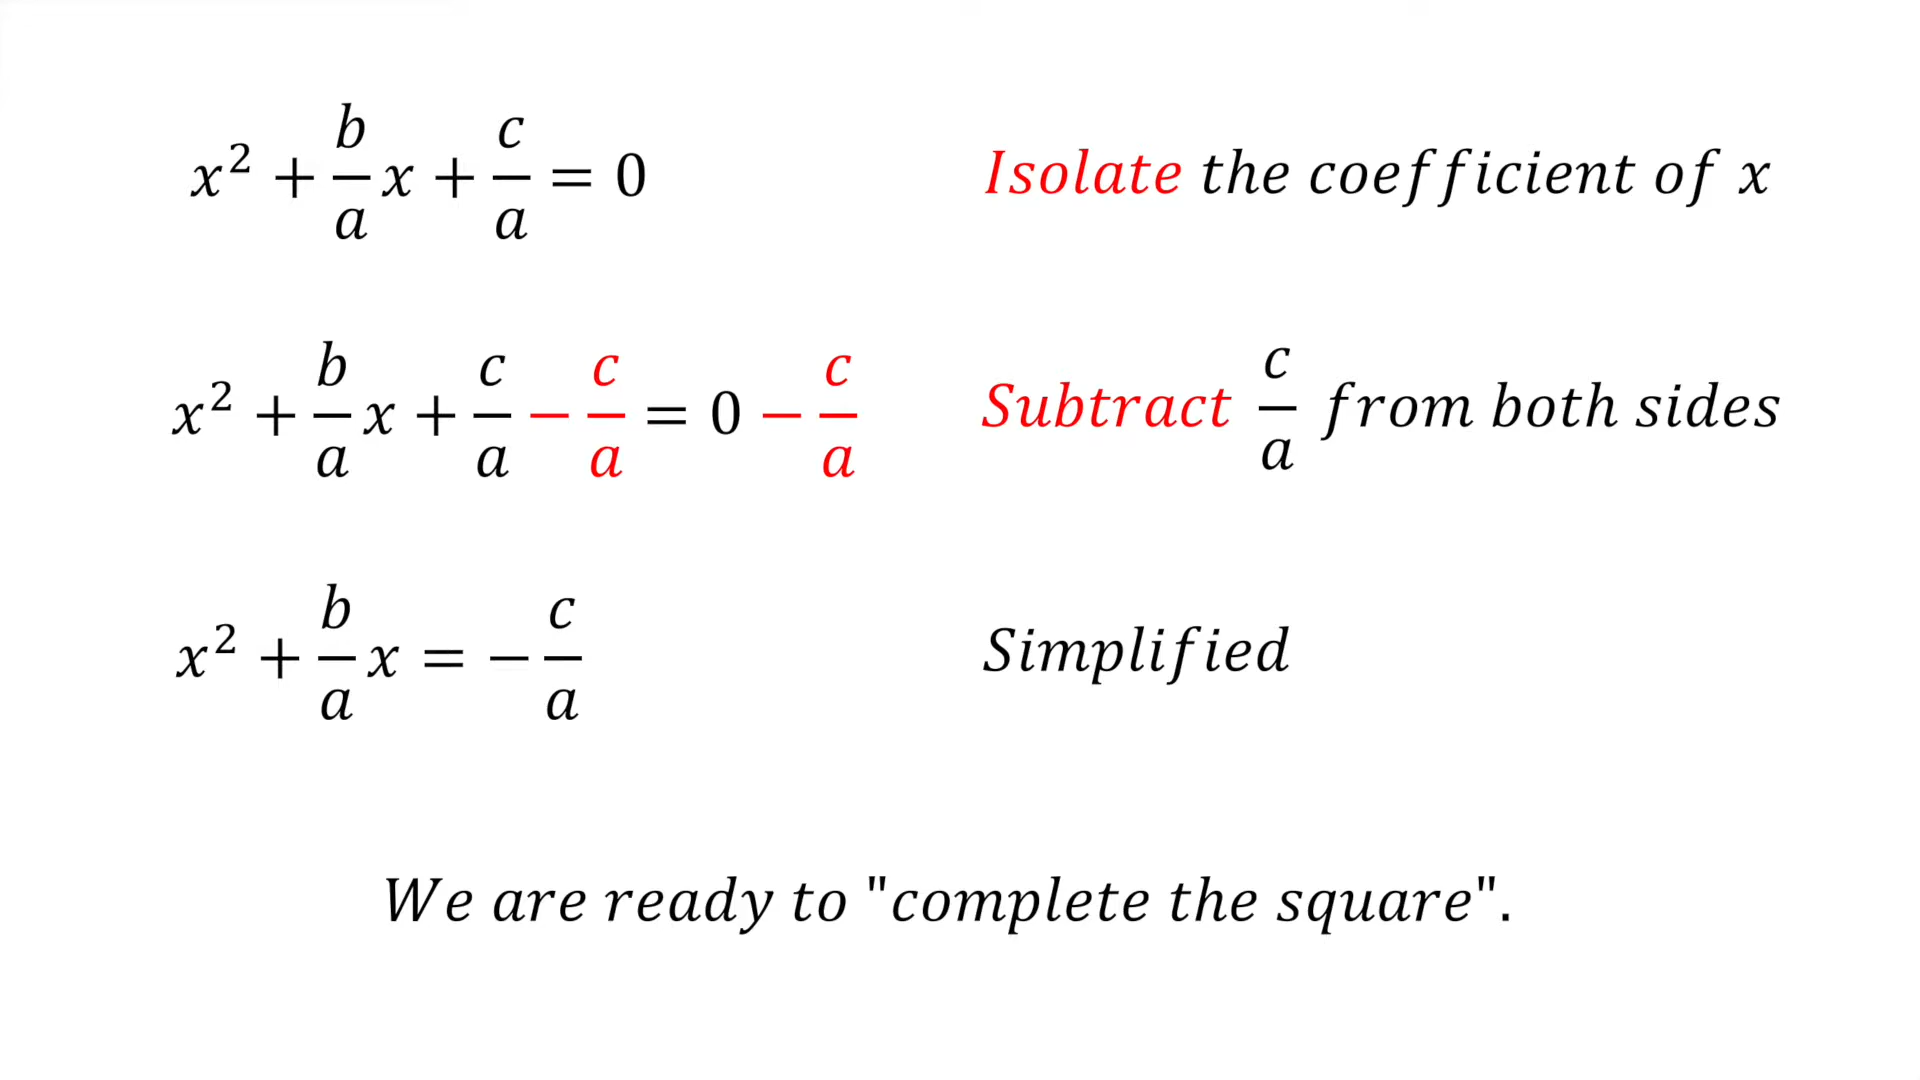 x² + b/a x + c/a = 0
Isolate the coefficient of x
x² + b/a x + c/a − c/a = 0 − c/a
Subtract c/a from both sides
x² + b/a x = − c/a
Simplified
We are ready to "complete the square".